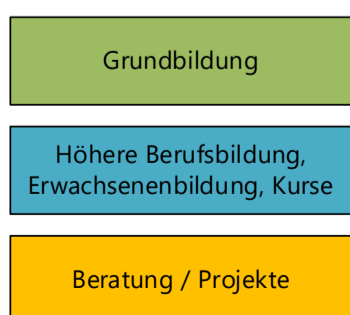 Grundbildung
Höhere Berufsbildung,
Erwachsenenbildung, Kurse
Beratung / Projekte